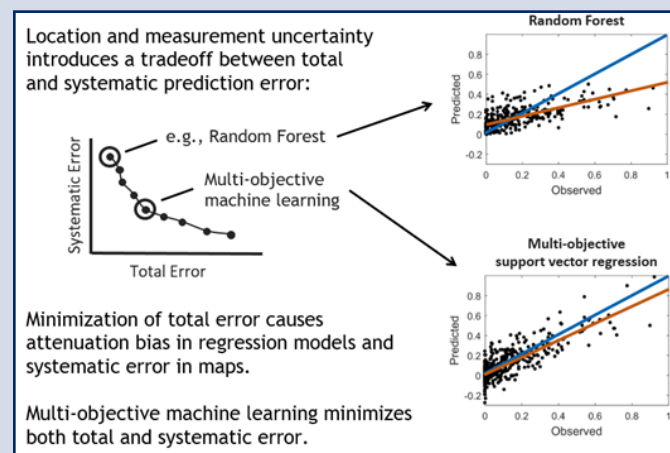 Location and measurement uncertainty
introduces a tradeoff between total
and systematic prediction error:
e.g., Random Forest
Multi-objective
machine learning
Systematic Error
Total Error
Minimization of total error causes
attenuation bias in regression models and
systematic error in maps.
Multi-objective machine learning minimizes
both total and systematic error.
Random Forest
1
0.8
0.6
0.4
0.2
0
-0.2
Predicted
0 0.2 0.4 0.6 0.8 1
Observed
Multi-objective
support vector regression
0.8
0.6
0.4
0.2
0
-0.2
Predicted
0 0.2 0.4 0.6 0.8 1
Observed